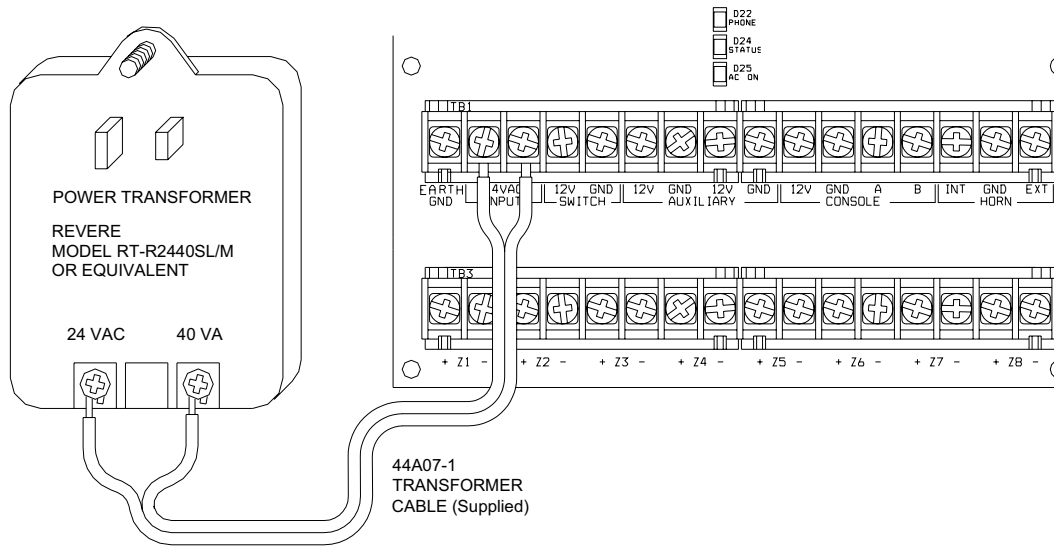 D22
PHONE
D24
STATUS
D25
AC ON
TB1
EARTH
GND
4VAC
NPUT
12V GND
SWITCH
12V GND 12V GND
AUXILIARY
12V GND A B
CONSOLE
INT GND EXT
HORN
POWER TRANSFORMER
REVERE
MODEL RT-R2440SL/M
OR EQUIVALENT
24 VAC 40 VA
TB3
+ Z1 - + Z2 - + Z3 - + Z4 - + Z5 - + Z6 - + Z7 - + Z8 -
44A07-1
TRANSFORMER
CABLE (Supplied)